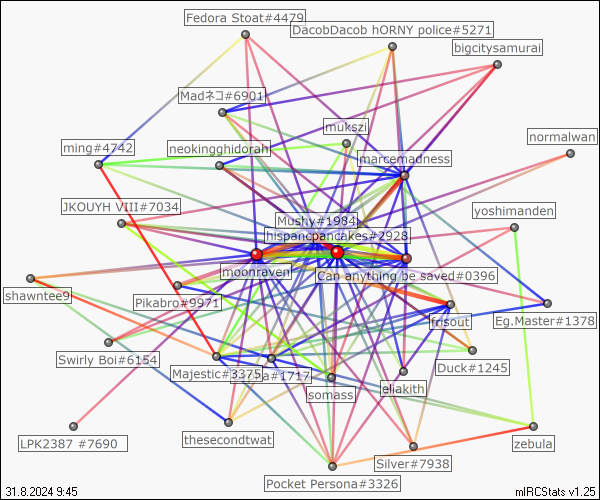 Fedora Stoat#4479
DacobDacob hORNY police#5271
bigcitysamurai
Madネコ#6901
mukszi
normalwan
ming#4742
neokingghidorah
marcemadness
JKOUYH VIII#7034
yoshimanden
Mushy#1984
hispancpancakes#2928
moonraven
Can anything be saved#0396
shawntee9
Pikabro#9971
frisout
Eg.Master#1378
Swirly Boi#6154
Majestic#3375
a#1717
Duck#1245
somass
eliakith
LPK2387 #7690
thesecondtwat
zebula
Silver#7938
Pocket Persona#3326
31.8.2024 9:45
mIRCStats v1.25